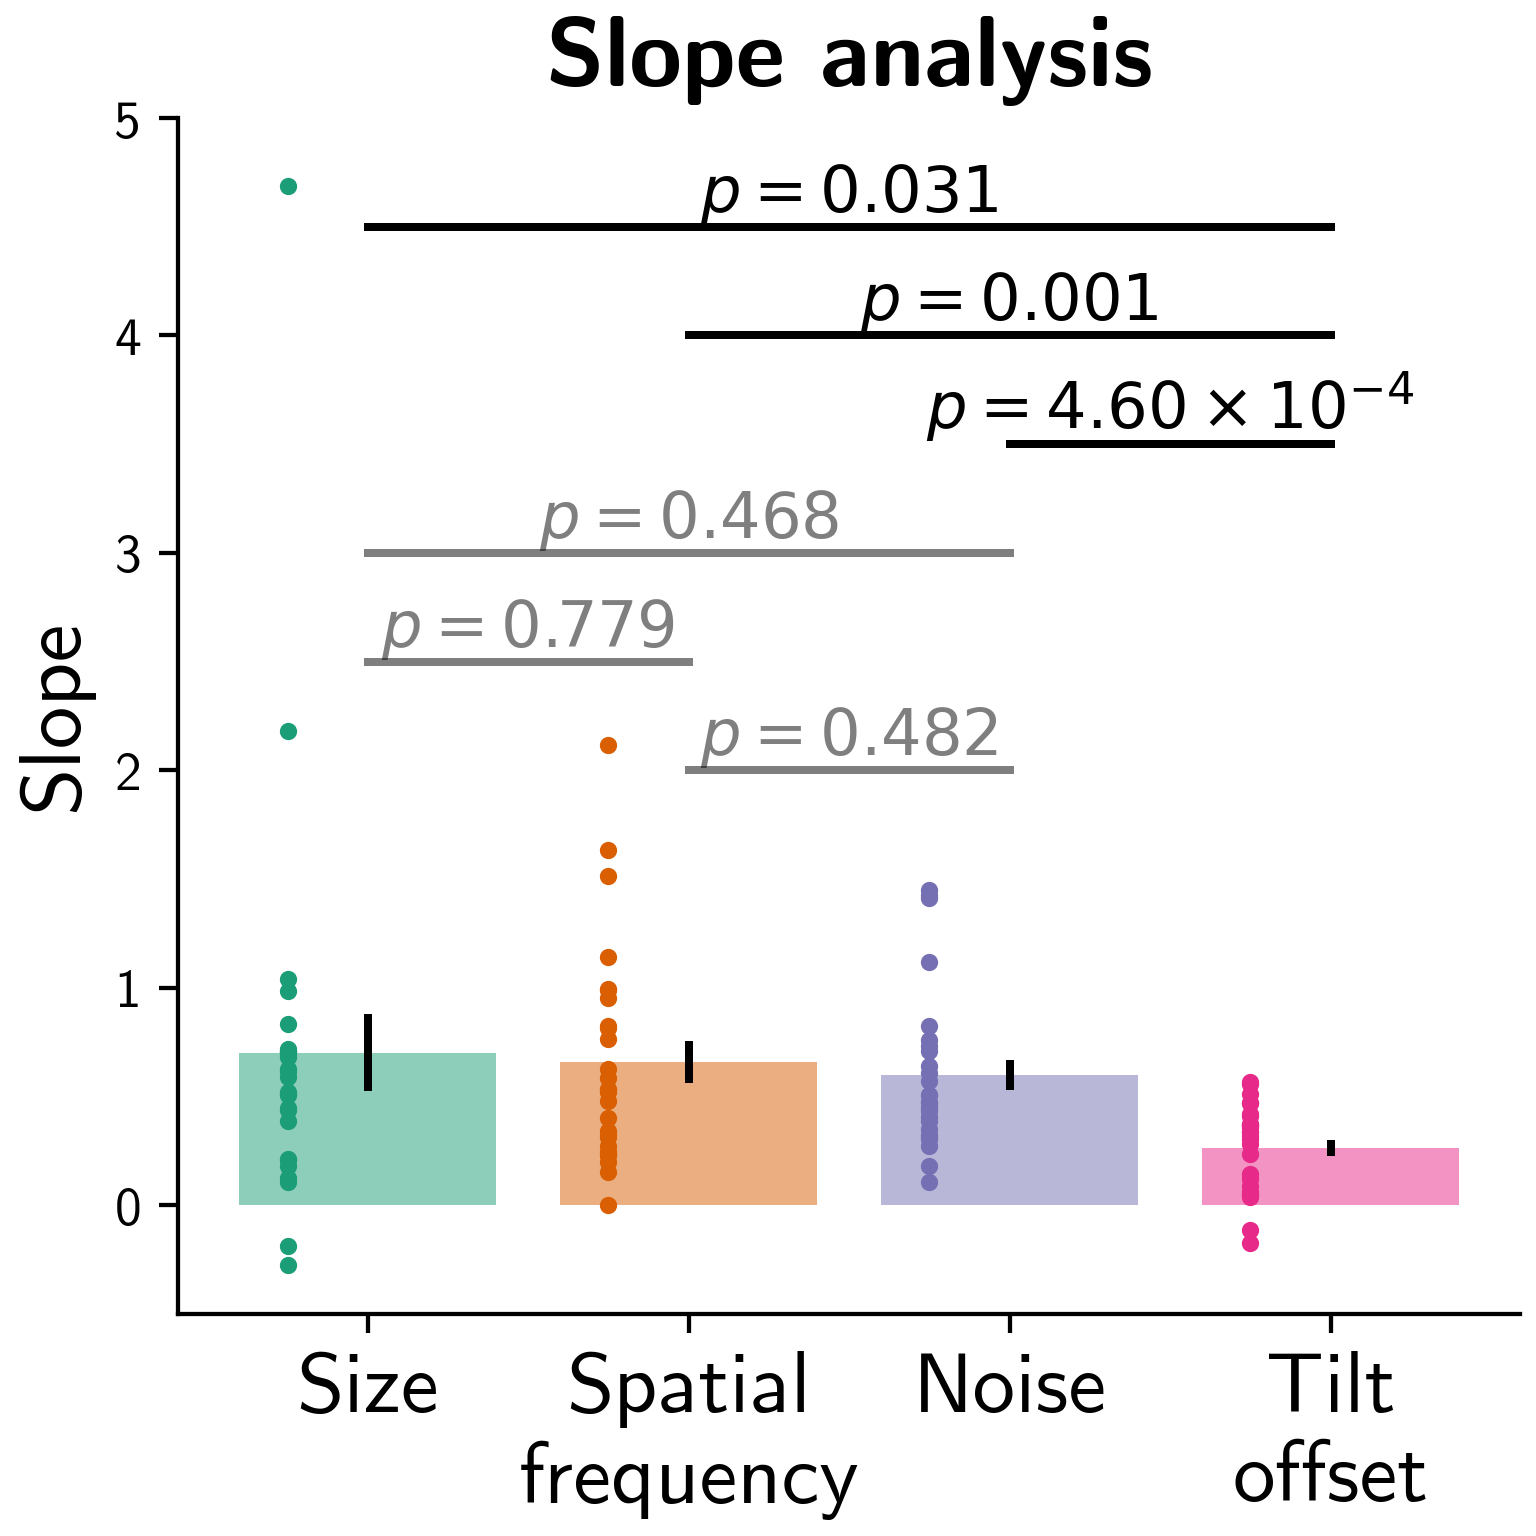 Slope analysis
5
p = 0.031
p = 0.001
4
p = 4.60 × 10⁻⁴
p = 0.468
3
p = 0.779
p = 0.482
2
Slope
1
0
Size
Spatial
frequency
Noise
Tilt
offset